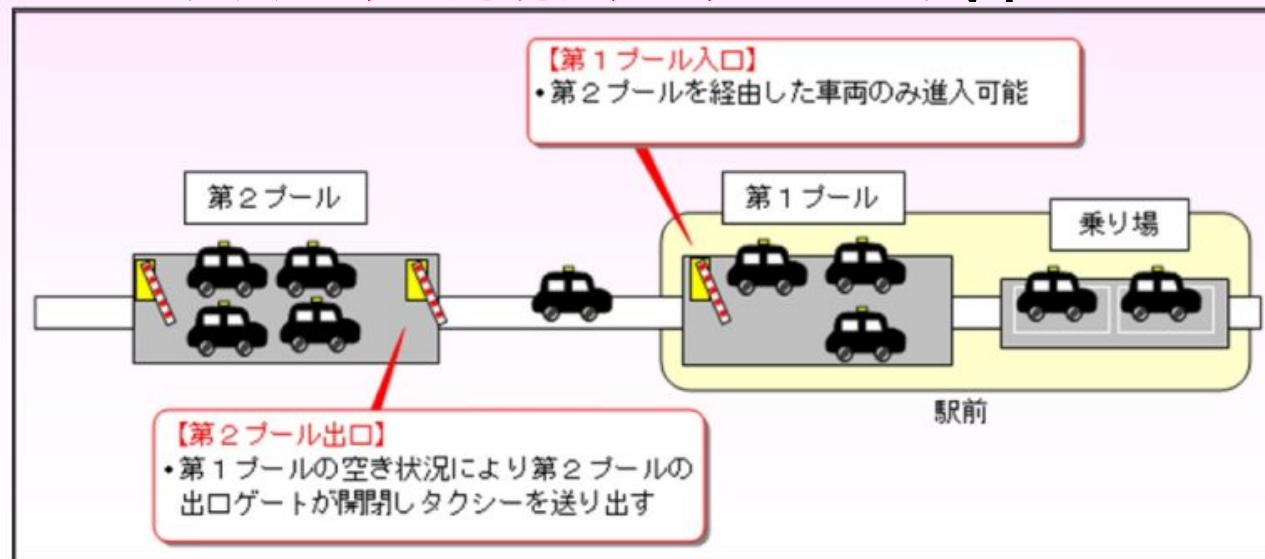 【第1プール入口】
・第2プールを経由した車両のみ進入可能
第2プール
第1プール
乗り場
駅前
【第2プール出口】
・第1プールの空き状況により第2プールの
出口ゲートが開閉しタクシーを送り出す